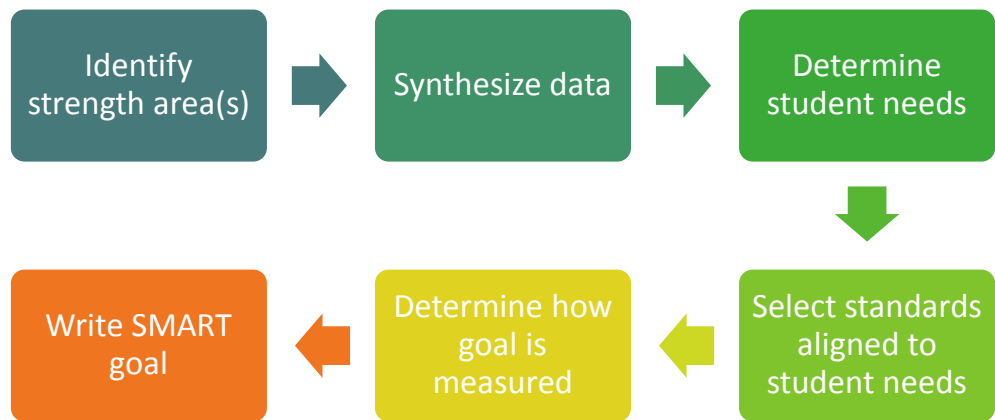 Identify
strength area(s)
Synthesize data
Determine
student needs
Select standards
aligned to
student needs
Determine how
goal is
measured
Write SMART
goal